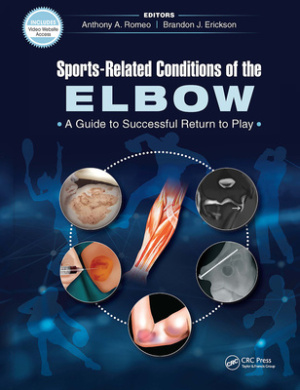 INCLUDES
Video Website
Access
EDITORS
Anthony A. Romeo | Brandon J. Erickson
Sports-Related Conditions of the
ELBOW
• A Guide to Successful Return to Play •
CRC Press
Taylor & Francis Group